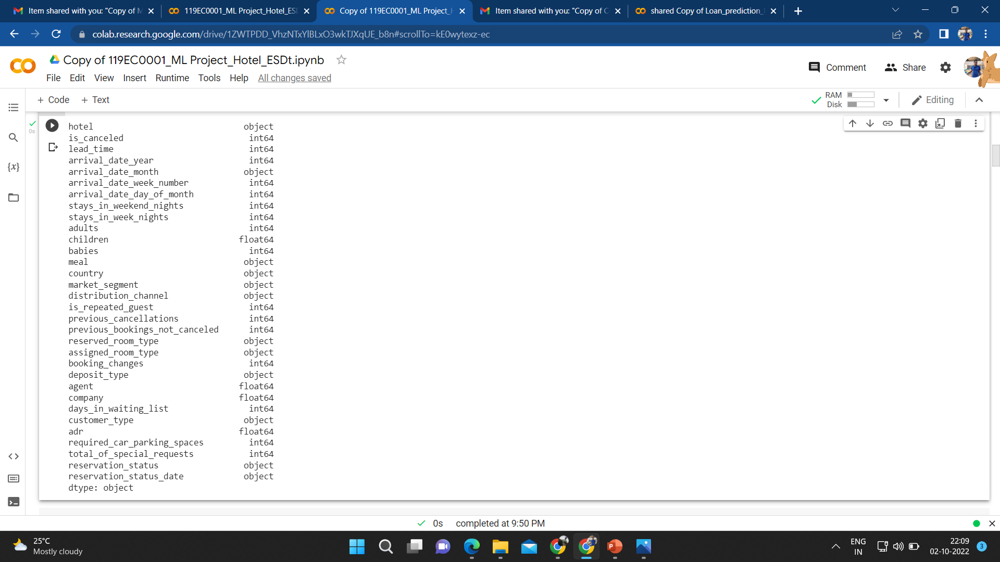 Item shared with you: "Copy of M
119EC0001_ML Project_Hotel_ESD
Copy of 119EC0001_ML Project_H
Item shared with you: "Copy of C
shared Copy of Loan_prediction_
colab.research.google.com/drive/1ZWTPDD_VhzNTxYlBLxO3wkTJXqUE_b8n#scrollTo=kE0wytexz-ec
Copy of 119EC0001_ML Project_Hotel_ESDt.ipynb
Comment
Share
File Edit View Insert Runtime Tools Help All changes saved
+ Code + Text
RAM
Disk
Editing
0s
{x}
hotel object
is_canceled int64
lead_time int64
arrival_date_year int64
arrival_date_month object
arrival_date_week_number int64
arrival_date_day_of_month int64
stays_in_weekend_nights int64
stays_in_week_nights int64
adults int64
children float64
babies int64
meal object
country object
market_segment object
distribution_channel object
is_repeated_guest int64
previous_cancellations int64
previous_bookings_not_canceled int64
reserved_room_type object
assigned_room_type object
booking_changes int64
deposit_type object
agent float64
company float64
days_in_waiting_list int64
customer_type object
adr float64
required_car_parking_spaces int64
total_of_special_requests int64
reservation_status object
reservation_status_date object
dtype: object
0s completed at 9:50 PM
25°C
Mostly cloudy
ENG
IN
22:09
02-10-2022
3